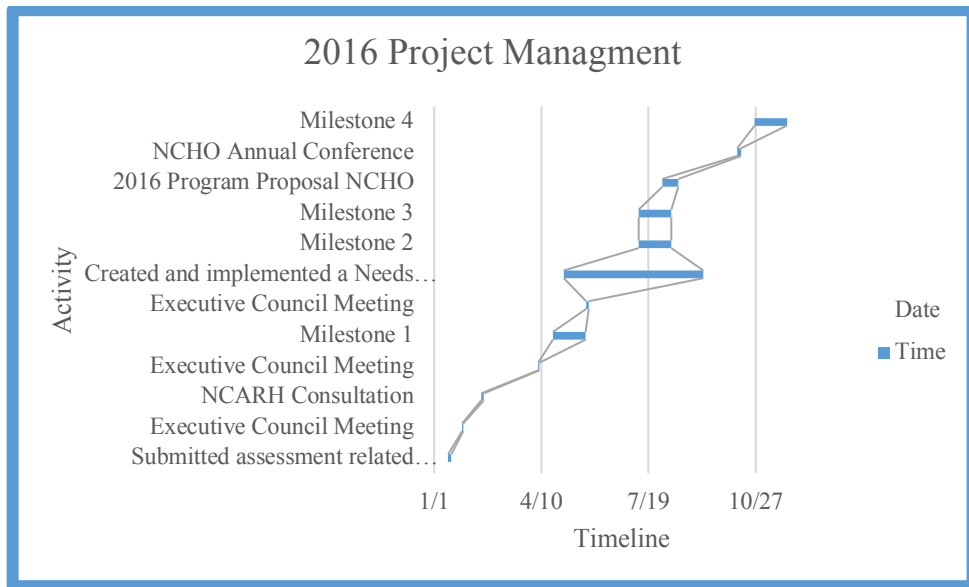 2016 Project Managment
Milestone 4
NCHO Annual Conference
2016 Program Proposal NCHO
Milestone 3
Milestone 2
Created and implemented a Needs…
Executive Council Meeting
Milestone 1
Executive Council Meeting
NCARH Consultation
Executive Council Meeting
Submitted assessment related…
Activity
1/1 4/10 7/19 10/27
Timeline
Date
Time